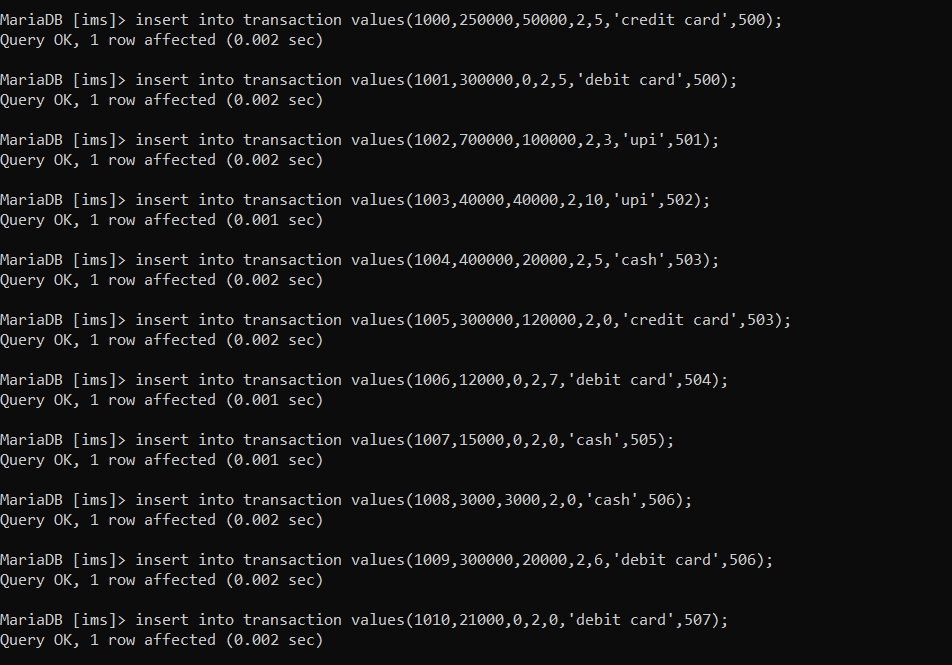 MariaDB [ims]> insert into transaction values(1000,250000,50000,2,5,'credit card',500);
Query OK, 1 row affected (0.002 sec)
MariaDB [ims]> insert into transaction values(1001,300000,0,2,5,'debit card',500);
Query OK, 1 row affected (0.002 sec)
MariaDB [ims]> insert into transaction values(1002,700000,100000,2,3,'upi',501);
Query OK, 1 row affected (0.002 sec)
MariaDB [ims]> insert into transaction values(1003,40000,40000,2,10,'upi',502);
Query OK, 1 row affected (0.001 sec)
MariaDB [ims]> insert into transaction values(1004,400000,20000,2,5,'cash',503);
Query OK, 1 row affected (0.002 sec)
MariaDB [ims]> insert into transaction values(1005,300000,120000,2,0,'credit card',503);
Query OK, 1 row affected (0.002 sec)
MariaDB [ims]> insert into transaction values(1006,12000,0,2,7,'debit card',504);
Query OK, 1 row affected (0.001 sec)
MariaDB [ims]> insert into transaction values(1007,15000,0,2,0,'cash',505);
Query OK, 1 row affected (0.001 sec)
MariaDB [ims]> insert into transaction values(1008,3000,3000,2,0,'cash',506);
Query OK, 1 row affected (0.002 sec)
MariaDB [ims]> insert into transaction values(1009,300000,20000,2,6,'debit card',506);
Query OK, 1 row affected (0.002 sec)
MariaDB [ims]> insert into transaction values(1010,21000,0,2,0,'debit card',507);
Query OK, 1 row affected (0.002 sec)